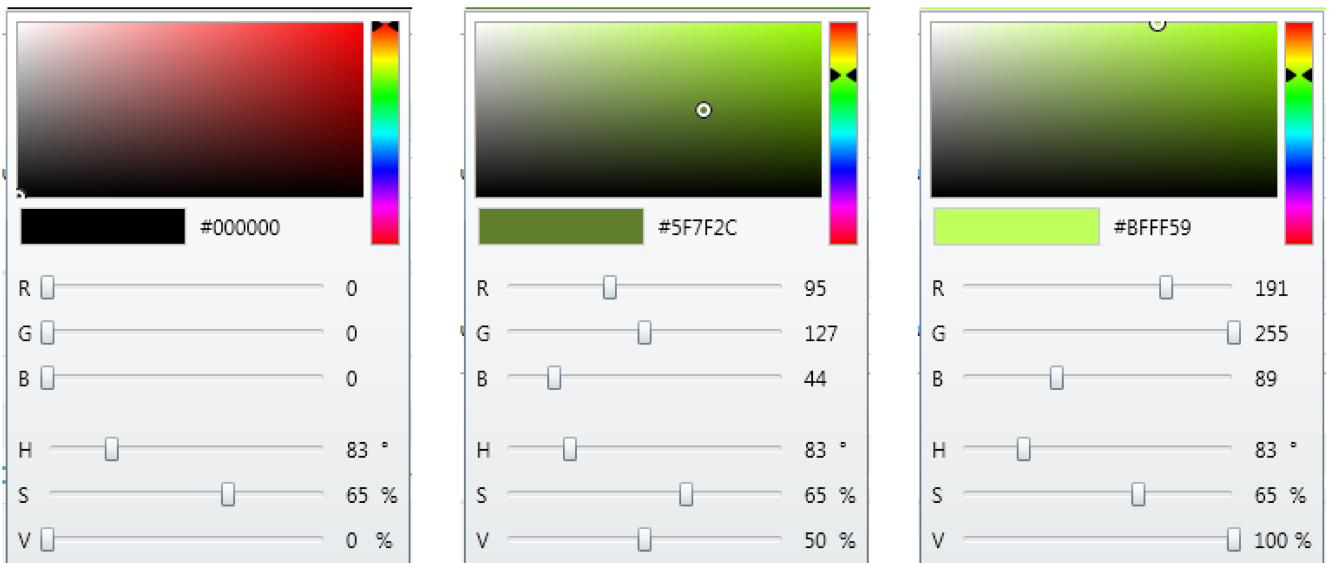 #000000
R 0
G 0
B 0
H 83 °
S 65 %
V 0 %
#5F7F2C
R 95
G 127
B 44
H 83 °
S 65 %
V 50 %
#BFFF59
R 191
G 255
B 89
H 83 °
S 65 %
V 100 %